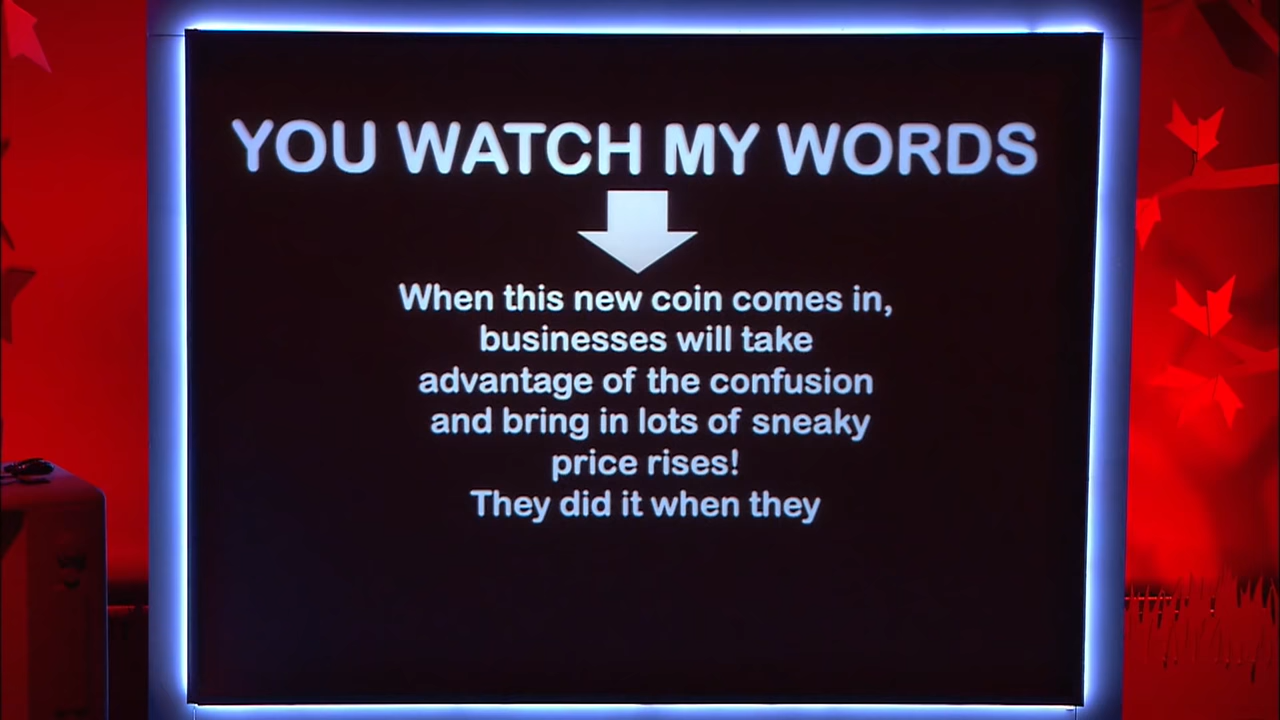 YOU WATCH MY WORDS
When this new coin comes in,
businesses will take
advantage of the confusion
and bring in lots of sneaky
price rises!
They did it when they